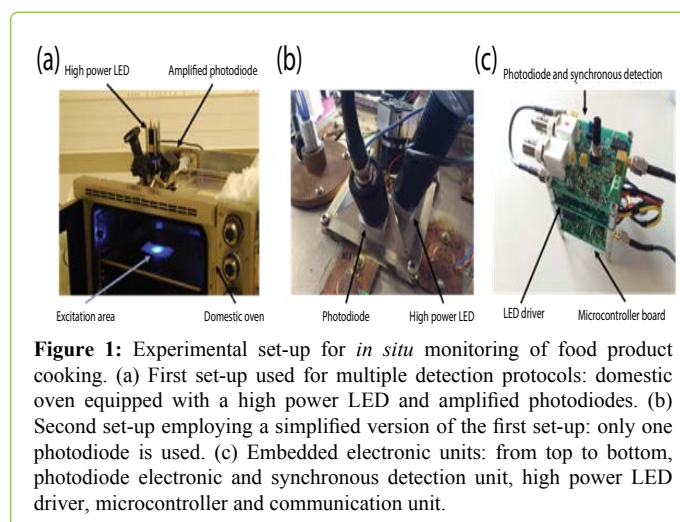 (a)
High power LED
Amplified photodiode
(b)
(c)
Photodiode and synchronous detection
Excitation area
Domestic oven
Photodiode
High power LED
LED driver
Microcontroller board
Figure 1: Experimental set-up for in situ monitoring of food product
cooking. (a) First set-up used for multiple detection protocols: domestic
oven equipped with a high power LED and amplified photodiodes. (b)
Second set-up employing a simplified version of the first set-up: only one
photodiode is used. (c) Embedded electronic units: from top to bottom,
photodiode electronic and synchronous detection unit, high power LED
driver, microcontroller and communication unit.